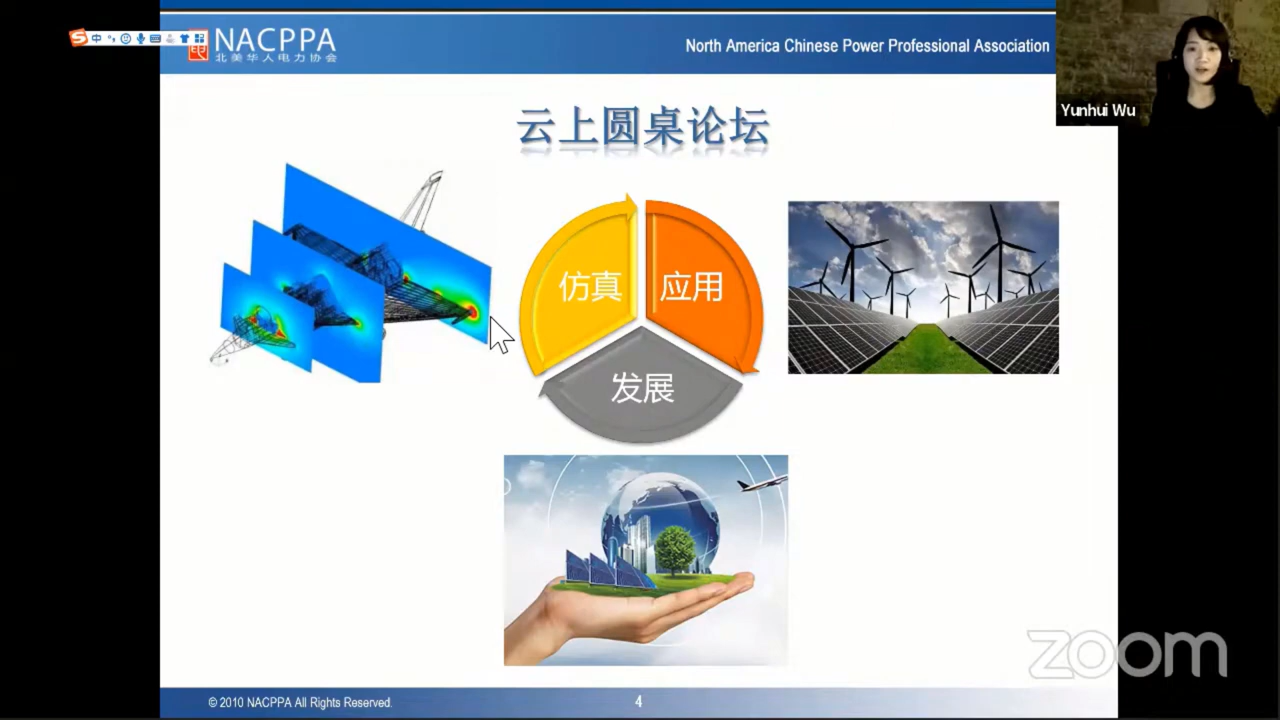 中
NACPPA
北美华人电力协会
North America Chinese Power Professional Association
Yunhui Wu
云上圆桌论坛
仿真
应用
发展
zoom
© 2010 NACPPA All Rights Reserved.
4